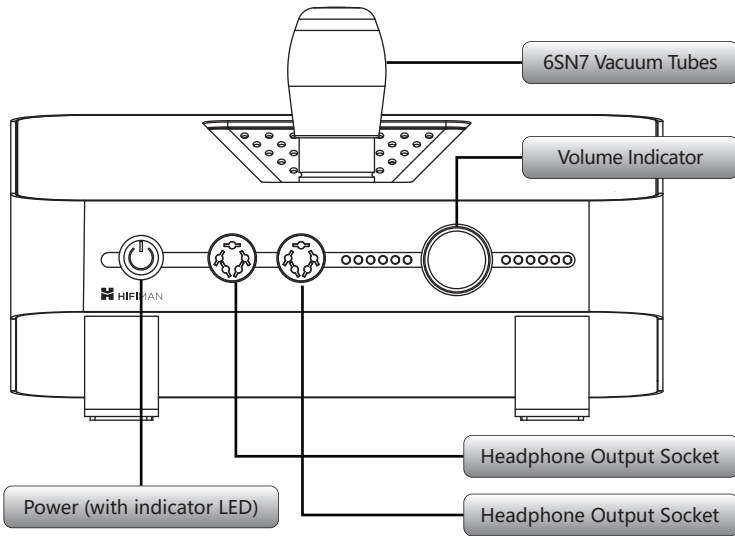 6SN7 Vacuum Tubes
Volume Indicator
HIFIMAN
Headphone Output Socket
Power (with indicator LED)
Headphone Output Socket